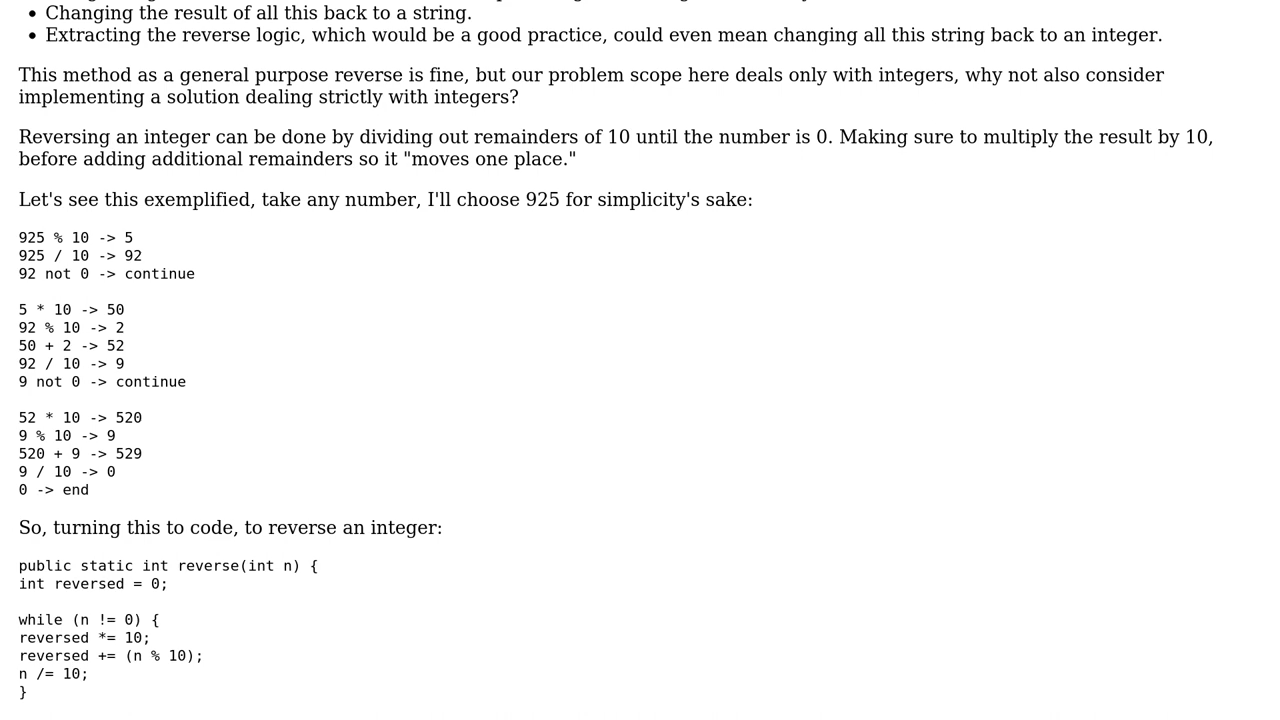 Changing the result of all this back to a string.
Extracting the reverse logic, which would be a good practice, could even mean changing all this string back to an integer.
This method as a general purpose reverse is fine, but our problem scope here deals only with integers, why not also consider
implementing a solution dealing strictly with integers?
Reversing an integer can be done by dividing out remainders of 10 until the number is 0. Making sure to multiply the result by 10,
before adding additional remainders so it "moves one place."
Let's see this exemplified, take any number, I'll choose 925 for simplicity's sake:
925 % 10 -> 5
925 / 10 -> 92
92 not 0 -> continue
5 * 10 -> 50
92 % 10 -> 2
50 + 2 -> 52
92 / 10 -> 9
9 not 0 -> continue
52 * 10 -> 520
9 % 10 -> 9
520 + 9 -> 529
9 / 10 -> 0
0 -> end
So, turning this to code, to reverse an integer:
public static int reverse(int n) {
int reversed = 0;
while (n != 0) {
reversed *= 10;
reversed += (n % 10);
n /= 10;
}